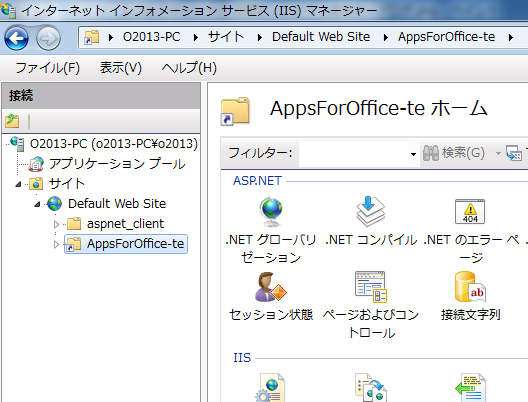 インターネット インフォメーション サービス (IIS) マネージャー
O2013-PC ▸ サイト ▸ Default Web Site ▸ AppsForOffice-te ▸
ファイル(F) 表示(V) ヘルプ(H)
接続
O2013-PC (o2013-PC¥o2013)
アプリケーション プール
サイト
Default Web Site
aspnet_client
AppsForOffice-te
AppsForOffice-te ホーム
フィルター: 検索(G)
ASP.NET
.NET グローバリ
ゼーション
.NET コンパイル
404
.NET のエラー ペ
ージ
セッション状態
ページおよびコン
トロール
ab
接続文字列
IIS